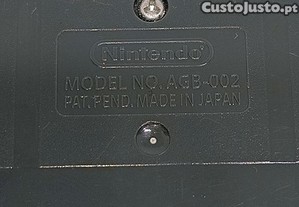 CustoJusto.pt
Nintendo
MODEL NO. AGB-002
PAT. PEND. MADE IN JAPAN